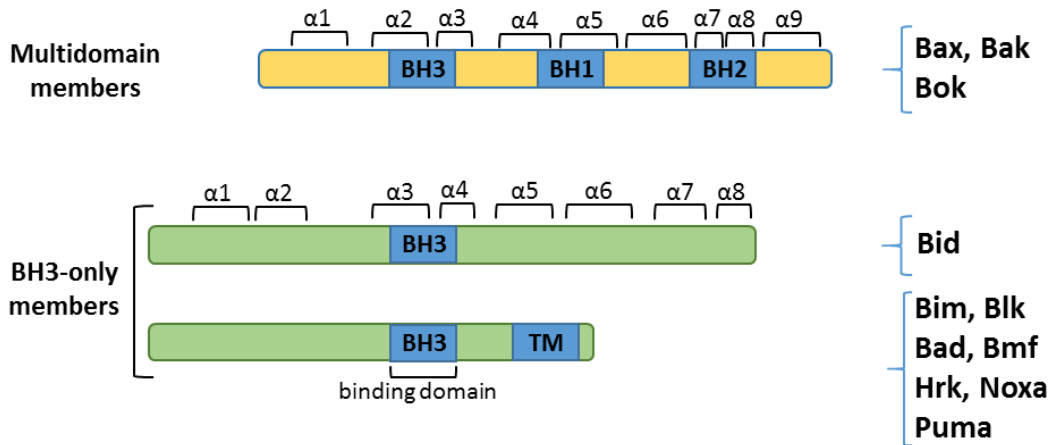 α1 α2 α3 α4 α5 α6 α7 α8 α9
Multidomain
members
BH3 BH1 BH2
Bax, Bak
Bok
α1 α2 α3 α4 α5 α6 α7 α8
BH3
Bid
BH3-only
members
BH3 TM
binding domain
Bim, Blk
Bad, Bmf
Hrk, Noxa
Puma